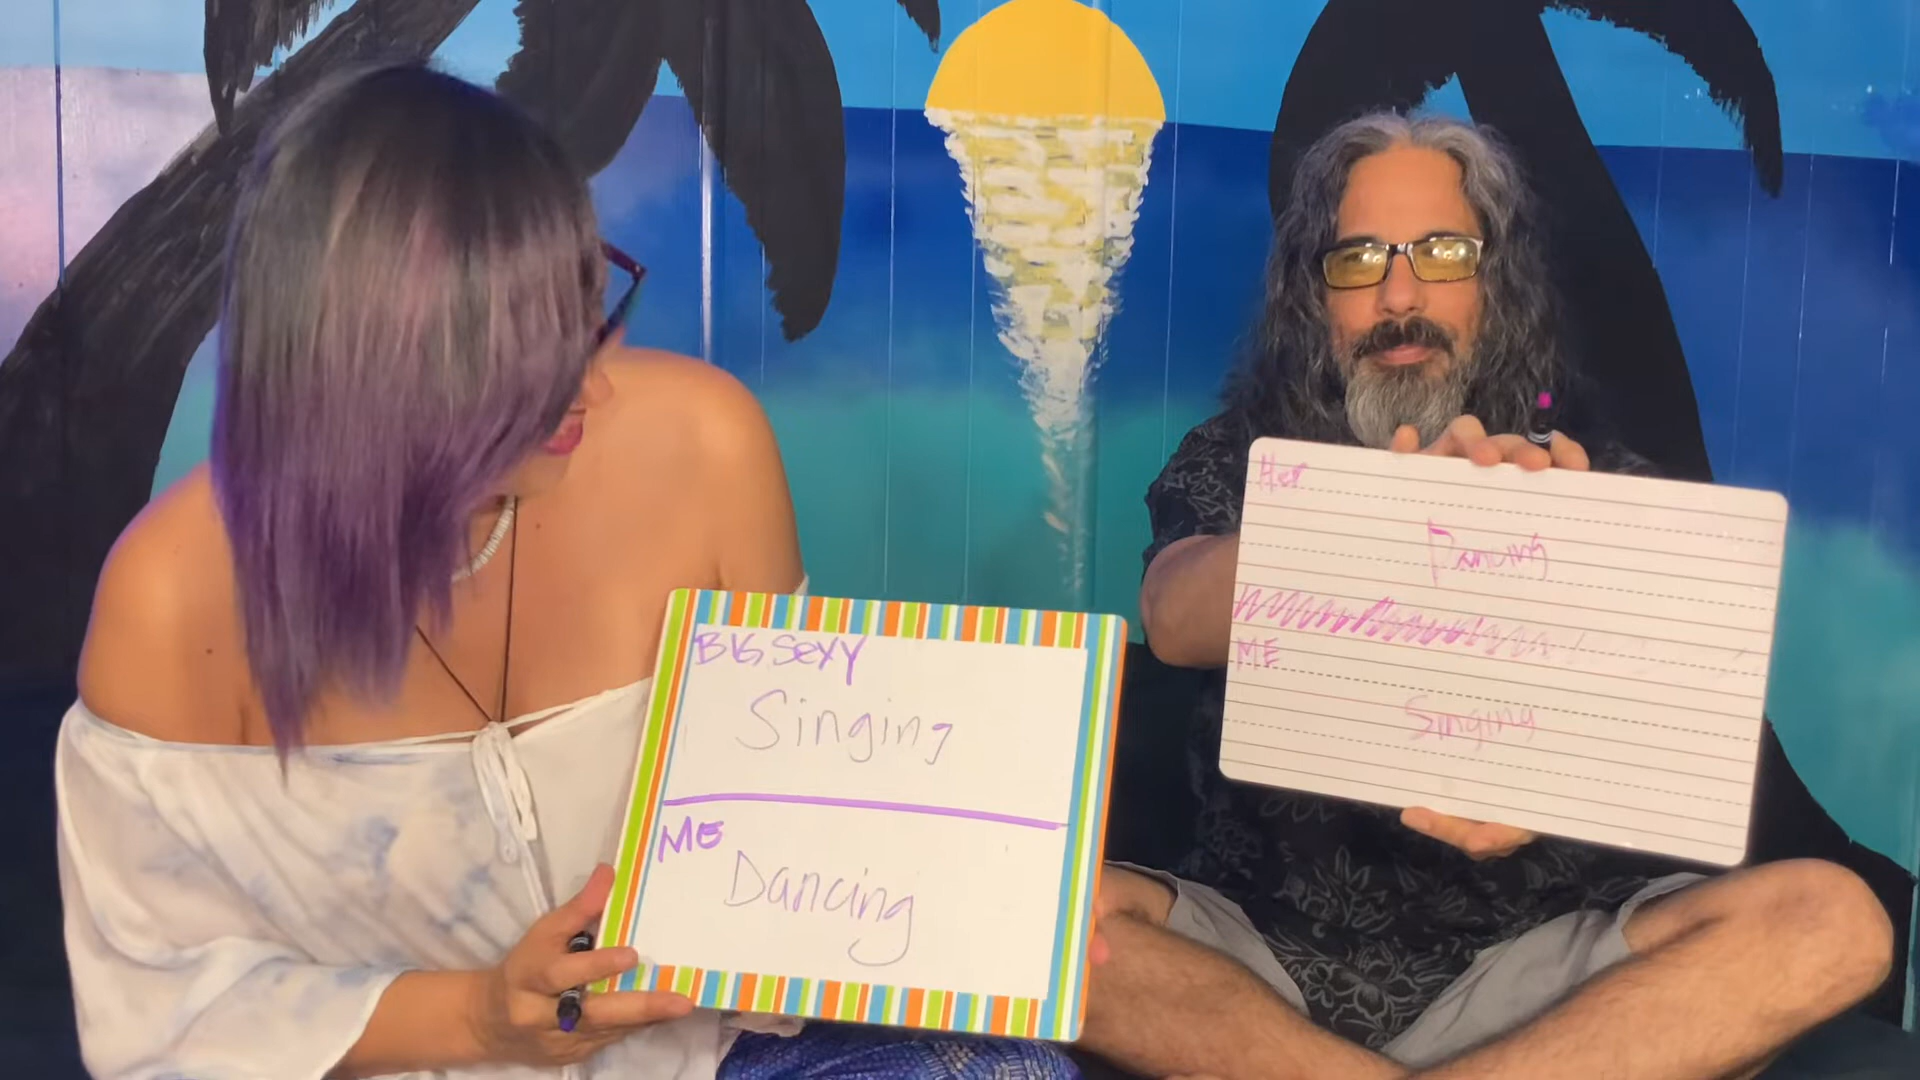 BIG SEXY
Singing
ME
Dancing
Her
Dancing
ME
Singing